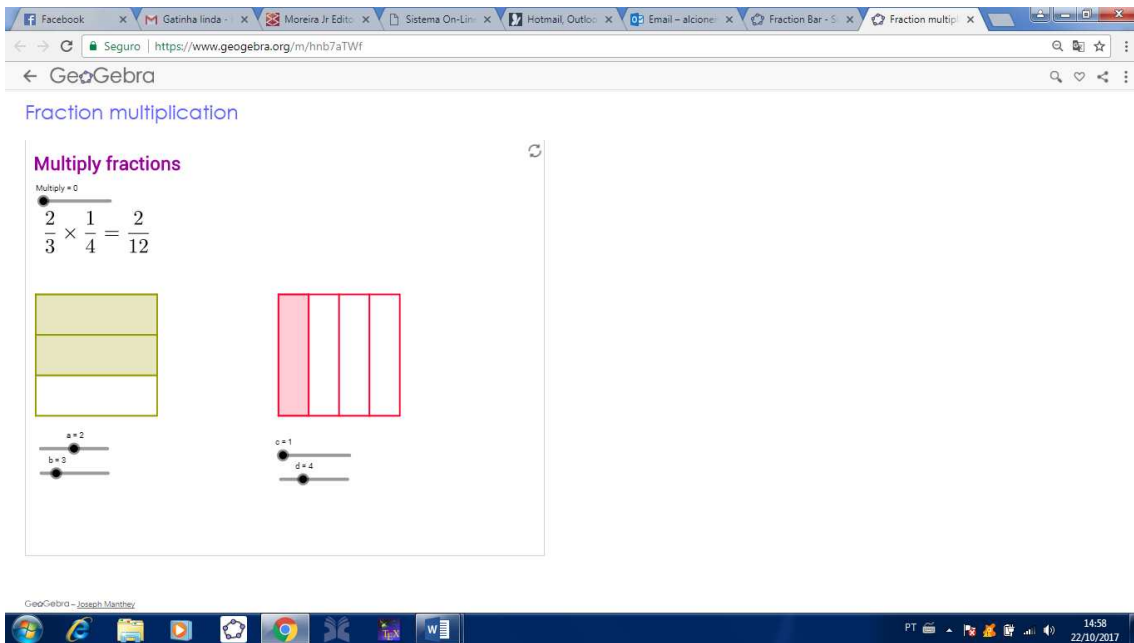 Facebook
Gatinha linda -
Moreira Jr Edito
Sistema On-Lin
Hotmail, Outloo
Email – alcione
Fraction Bar - S
Fraction multipl
Seguro | https://www.geogebra.org/m/hnb7aTWf
GeoGebra
Fraction multiplication
Multiply fractions
Multiply = 0
2/3 × 1/4 = 2/12
a = 2
b = 3
c = 1
d = 4
GeoGebra – Joseph Manthey
PT
14:58
22/10/2017